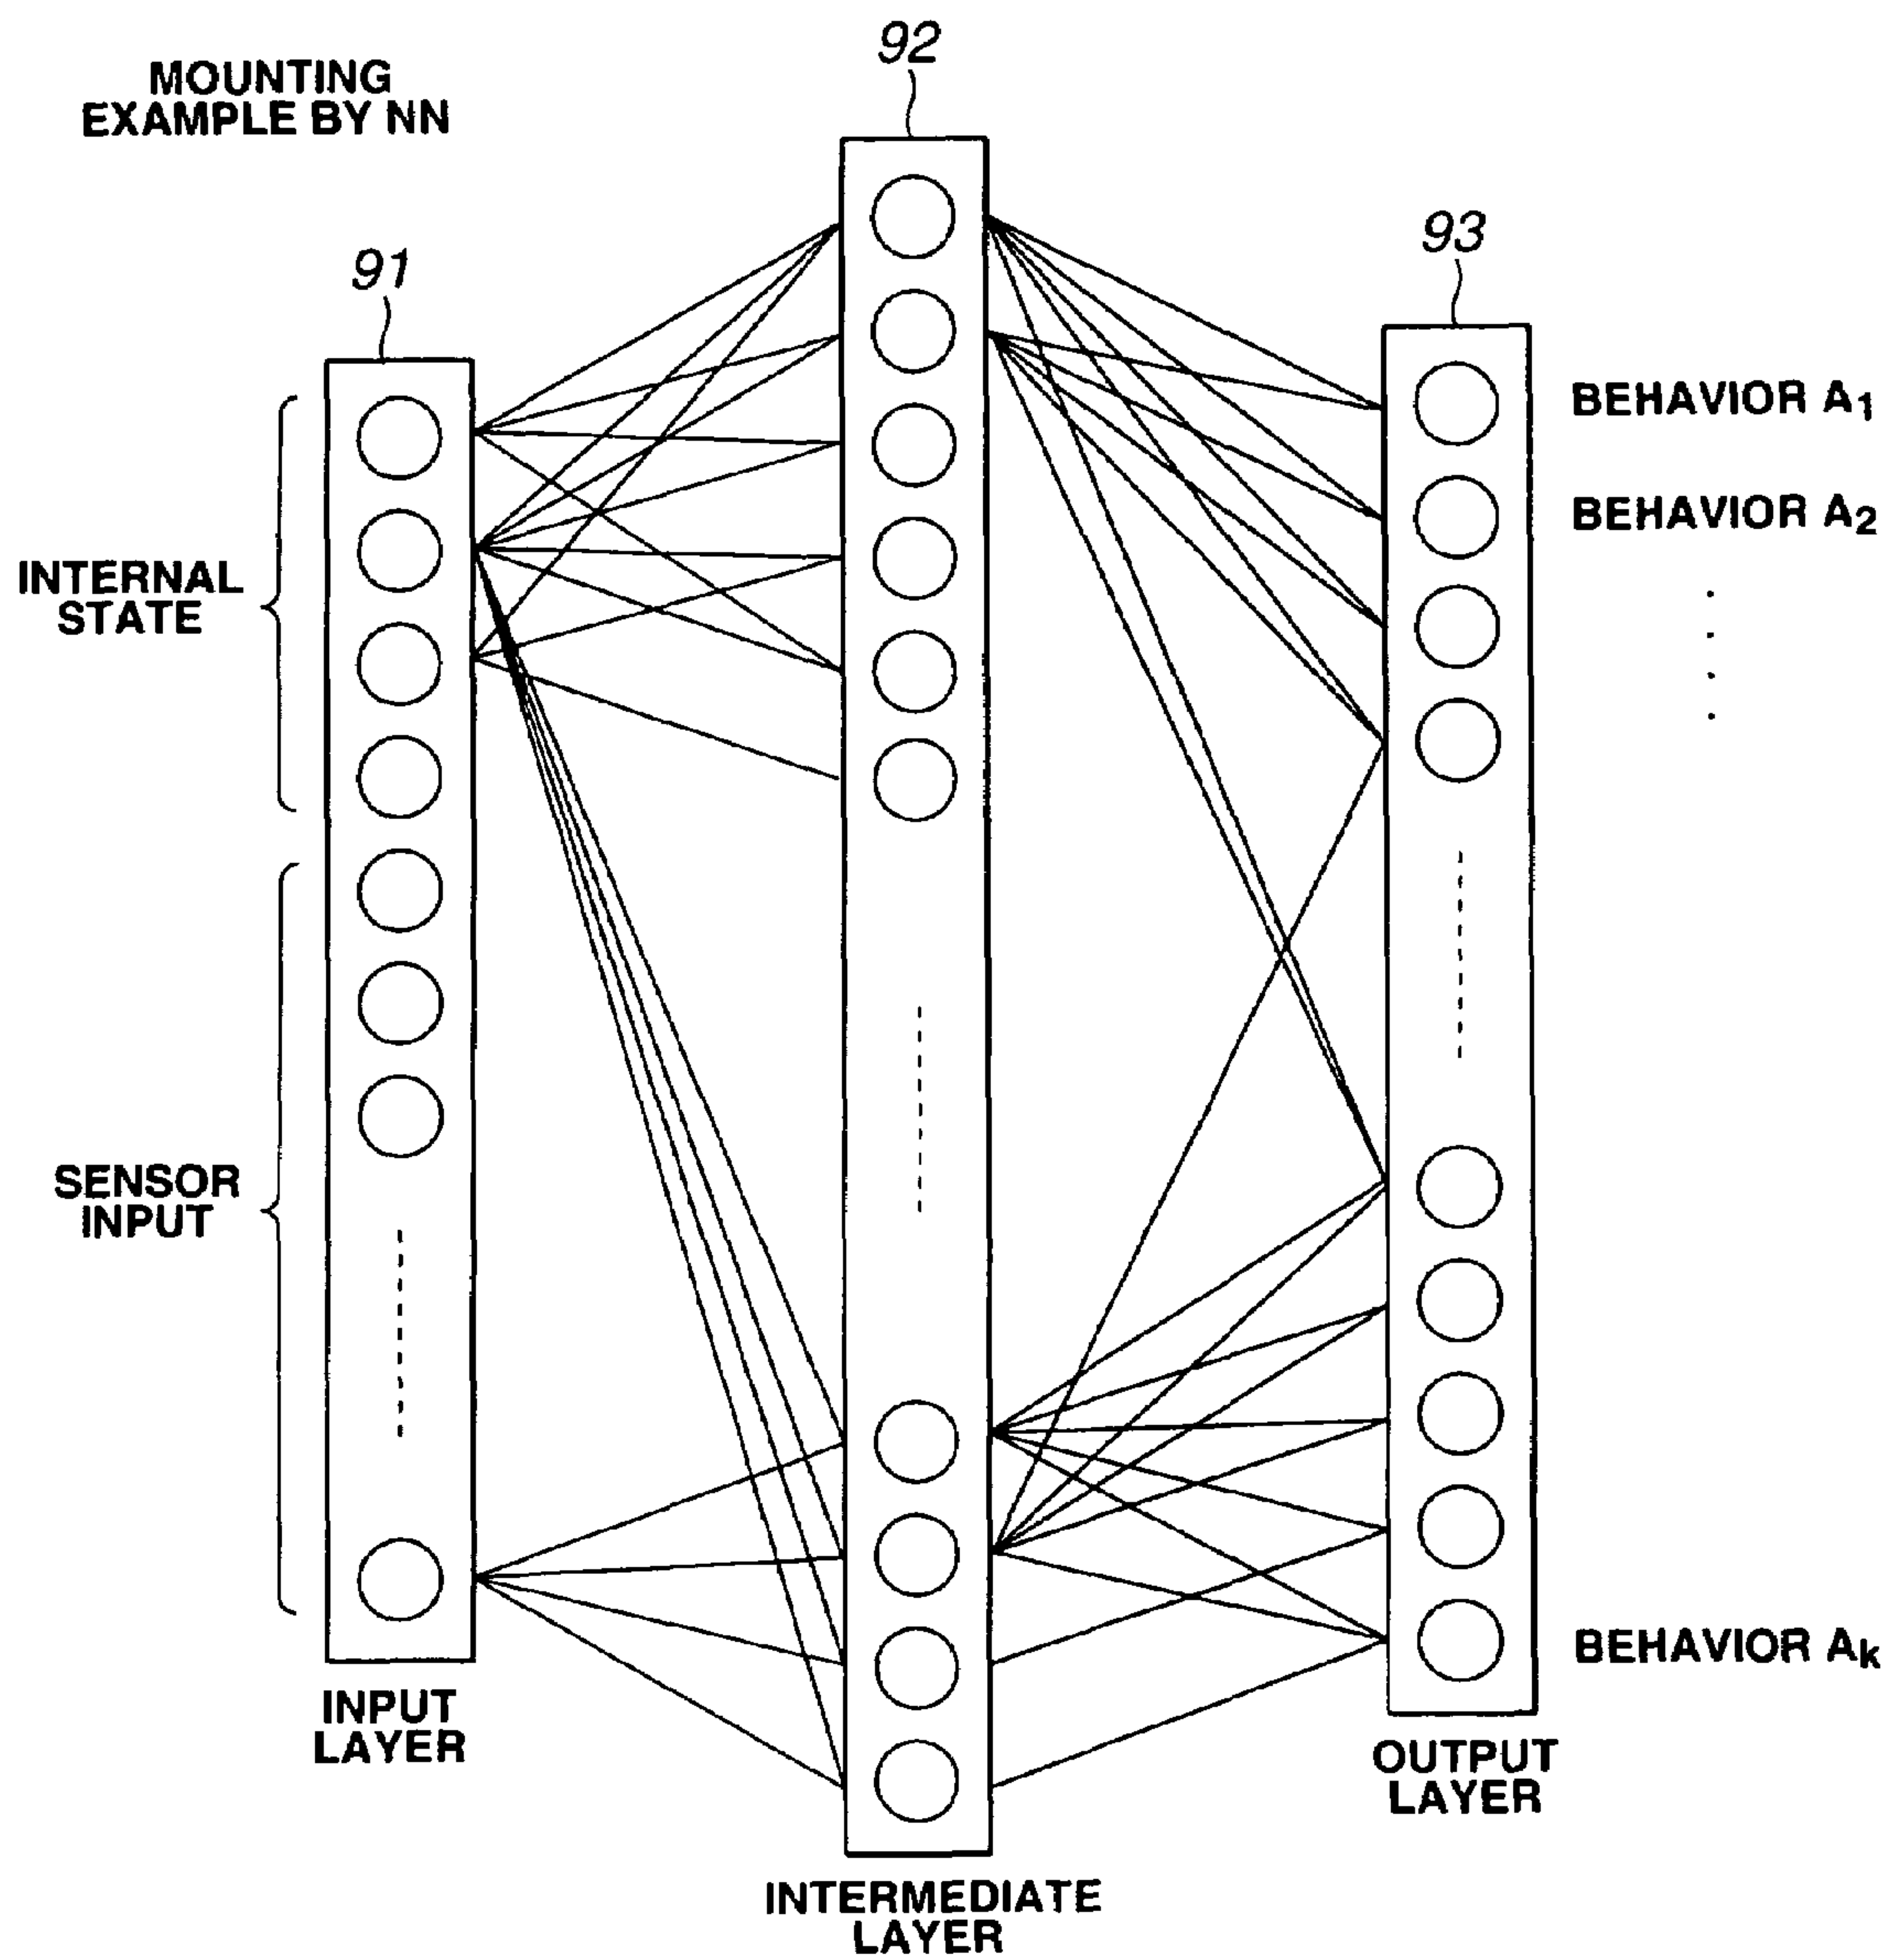 MOUNTING
EXAMPLE BY NN
92
91
93
INTERNAL
STATE
SENSOR
INPUT
BEHAVIOR A1
BEHAVIOR A2
BEHAVIOR Ak
INPUT
LAYER
INTERMEDIATE
LAYER
OUTPUT
LAYER